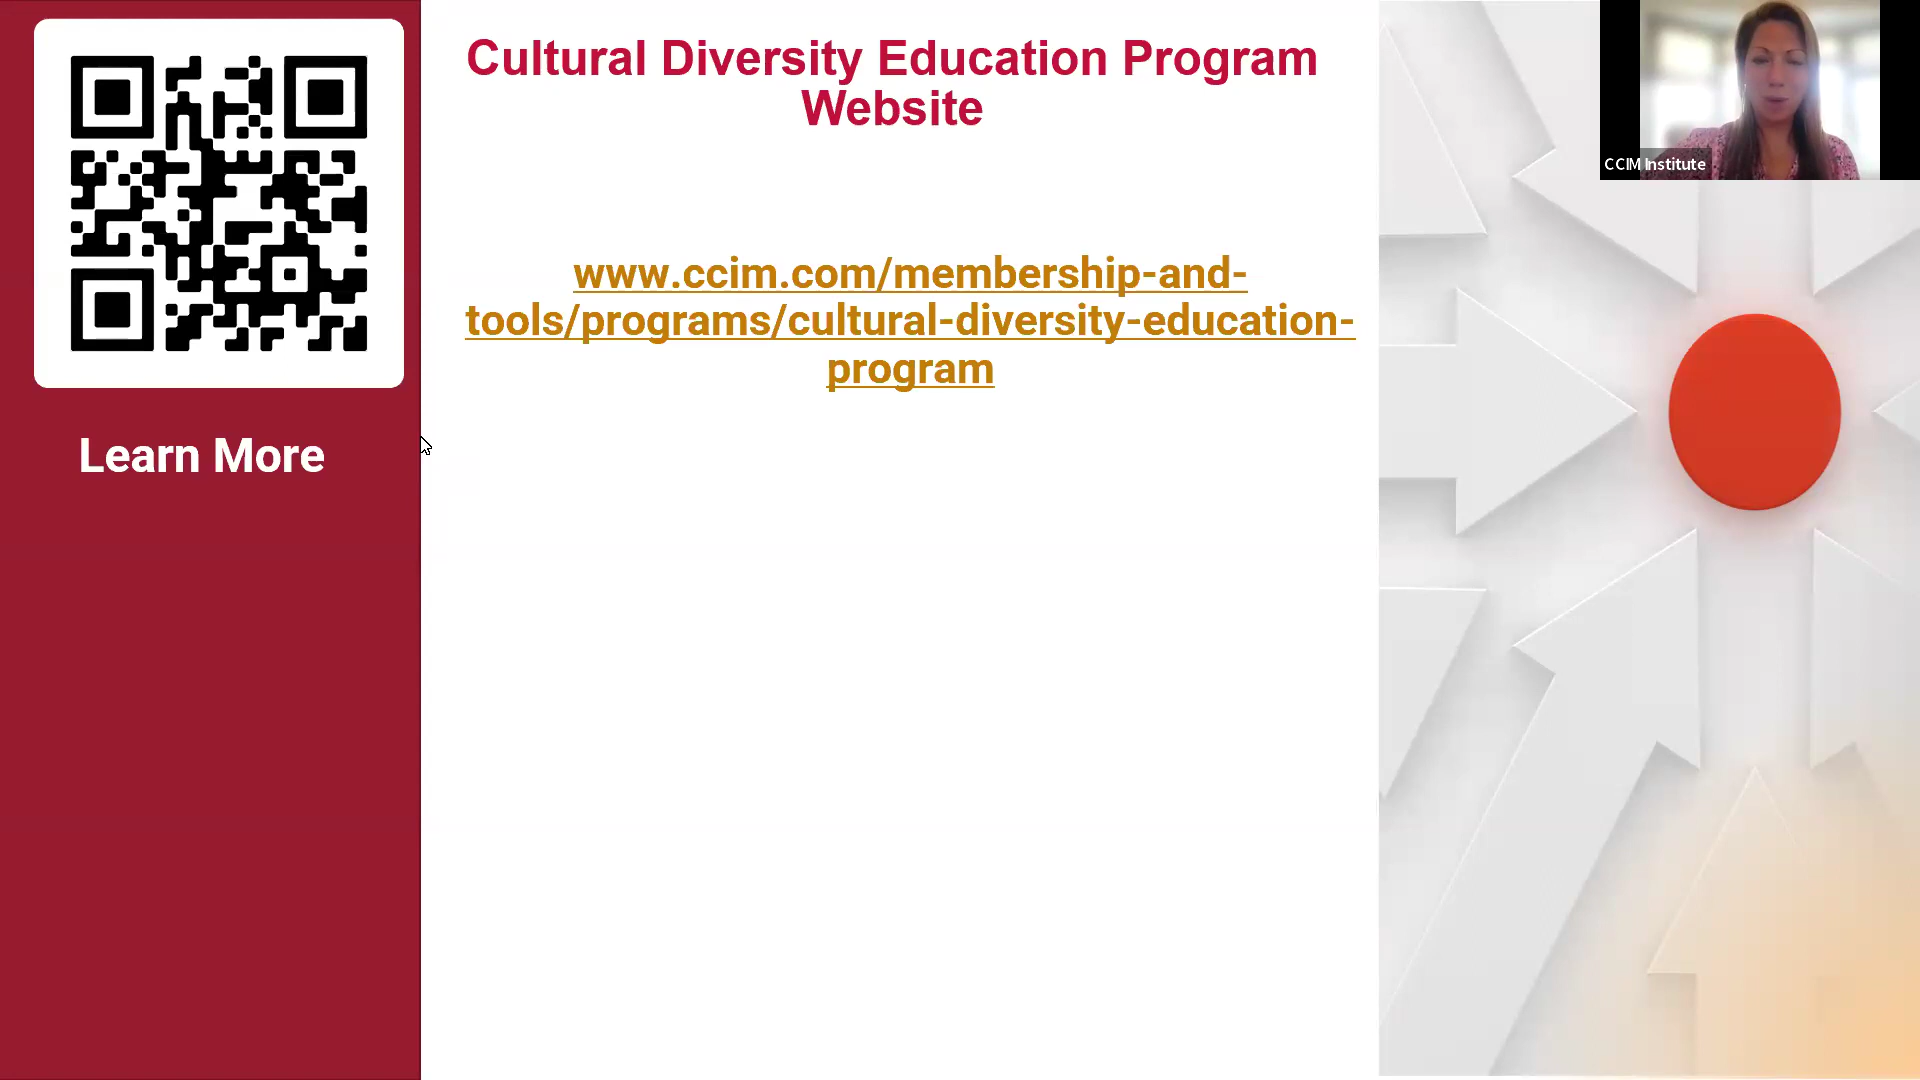 Cultural Diversity Education Program
Website
CCIM Institute
www.ccim.com/membership-and-
tools/programs/cultural-diversity-education-
program
Learn More